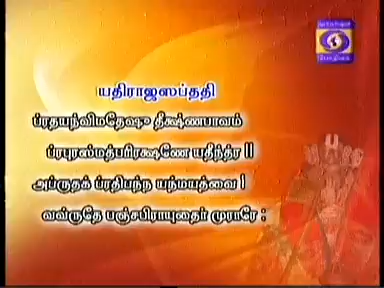 யதிராஜஸப்ததி
ப்ரதயந்விமதேஷு தீக்ஷ்ணபாவம்
ப்ரபுரஸ்மத்பரிரக்ஷணே யதீந்த்ர ||
அப்ருதக் ப்ரதிபந்ந யந்மயத்வை |
வவ்ருதே பஞ்சபிராயுதைர் முராரே :